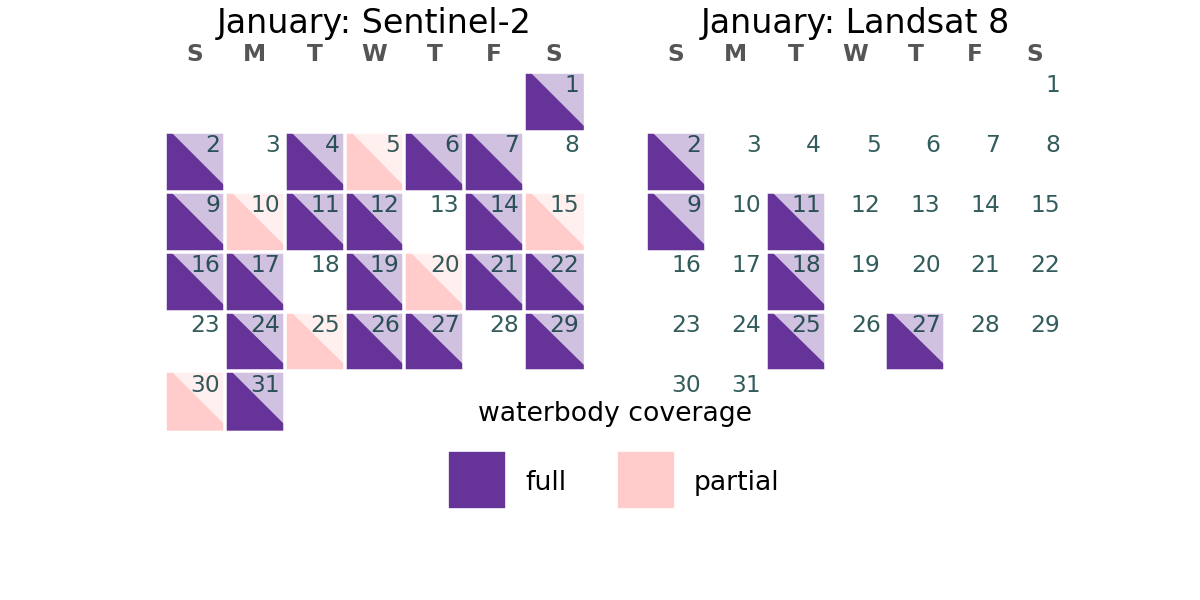 January: Sentinel-2
S M T W T F S
1
2 3 4 5 6 7 8
9 10 11 12 13 14 15
16 17 18 19 20 21 22
23 24 25 26 27 28 29
30 31
January: Landsat 8
S M T W T F S
1
2 3 4 5 6 7 8
9 10 11 12 13 14 15
16 17 18 19 20 21 22
23 24 25 26 27 28 29
30 31
waterbody coverage
full partial